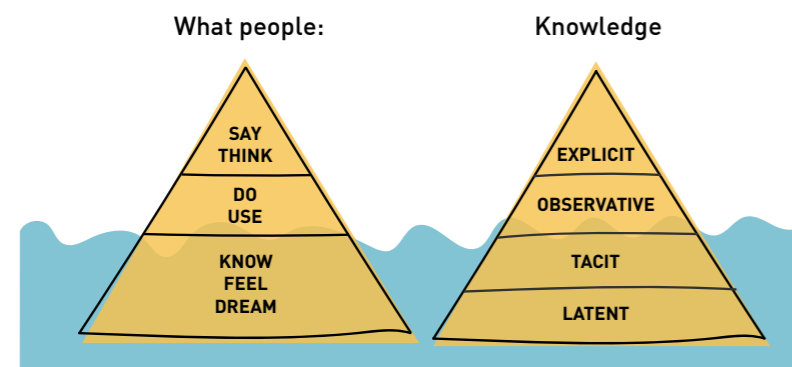 What people:
SAY
THINK
DO
USE
KNOW
FEEL
DREAM
Knowledge
EXPLICIT
OBSERVATIVE
TACIT
LATENT